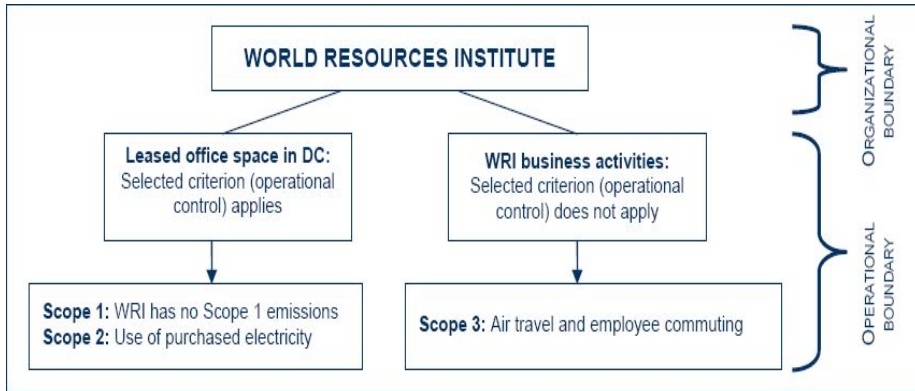 WORLD RESOURCES INSTITUTE
ORGANIZATIONAL
BOUNDARY
Leased office space in DC:
Selected criterion (operational
control) applies
WRI business activities:
Selected criterion (operational
control) does not apply
Scope 1: WRI has no Scope 1 emissions
Scope 2: Use of purchased electricity
Scope 3: Air travel and employee commuting
OPERATIONAL
BOUNDARY